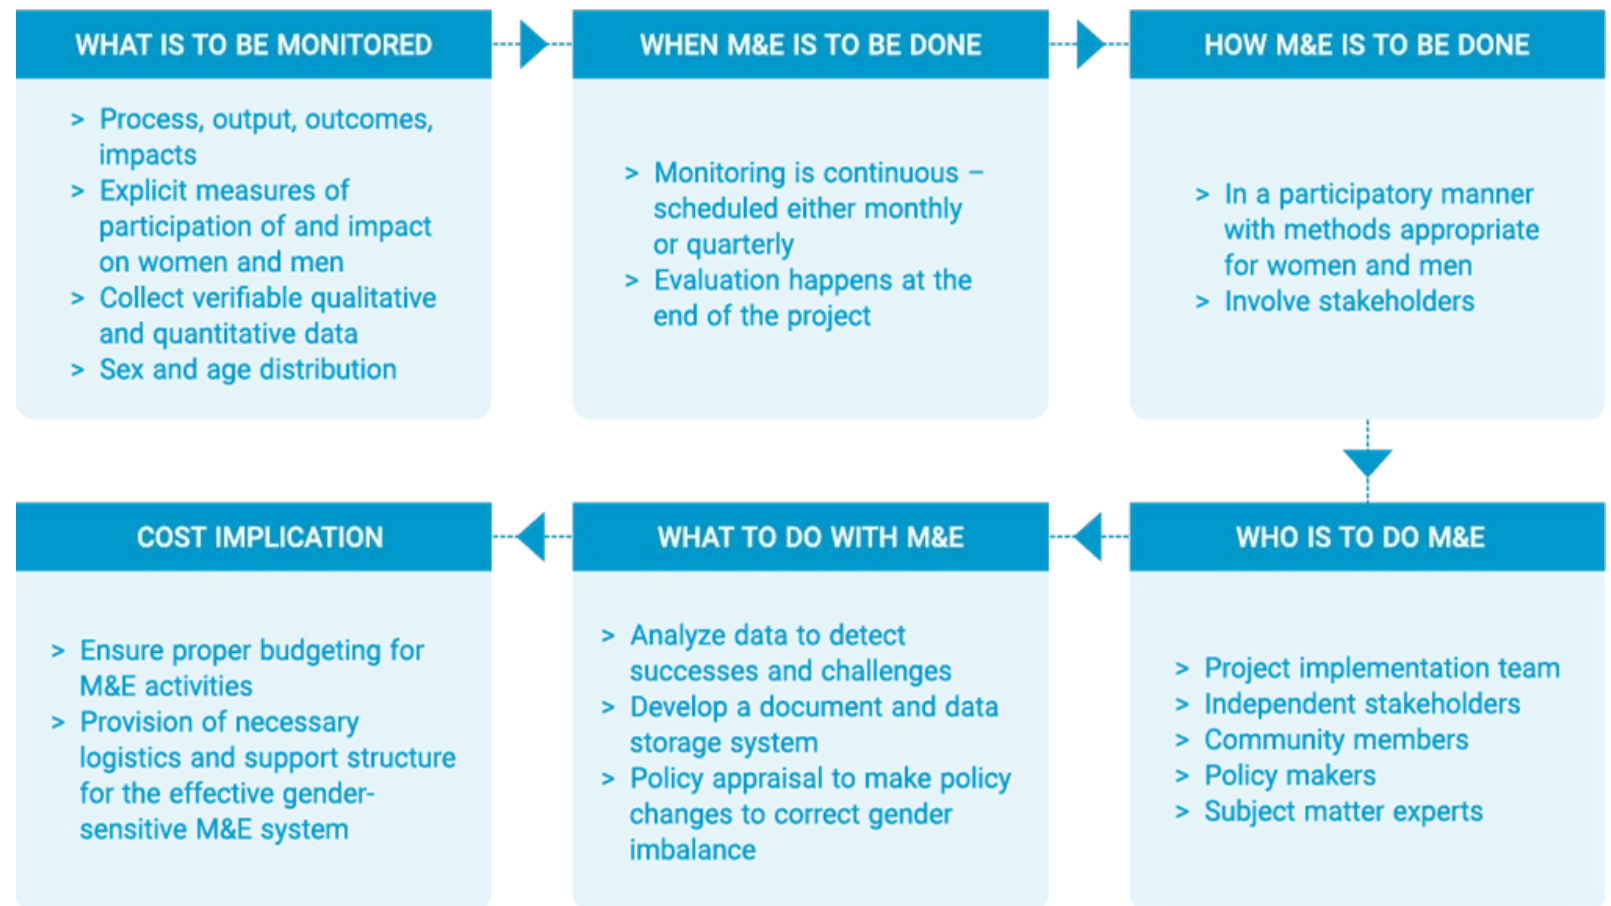 WHAT IS TO BE MONITORED
> Process, output, outcomes,
impacts
> Explicit measures of
participation of and impact
on women and men
> Collect verifiable qualitative
and quantitative data
> Sex and age distribution
WHEN M&E IS TO BE DONE
> Monitoring is continuous –
scheduled either monthly
or quarterly
> Evaluation happens at the
end of the project
HOW M&E IS TO BE DONE
> In a participatory manner
with methods appropriate
for women and men
> Involve stakeholders
WHO IS TO DO M&E
> Project implementation team
> Independent stakeholders
> Community members
> Policy makers
> Subject matter experts
WHAT TO DO WITH M&E
> Analyze data to detect
successes and challenges
> Develop a document and data
storage system
> Policy appraisal to make policy
changes to correct gender
imbalance
COST IMPLICATION
> Ensure proper budgeting for
M&E activities
> Provision of necessary
logistics and support structure
for the effective gender-
sensitive M&E system